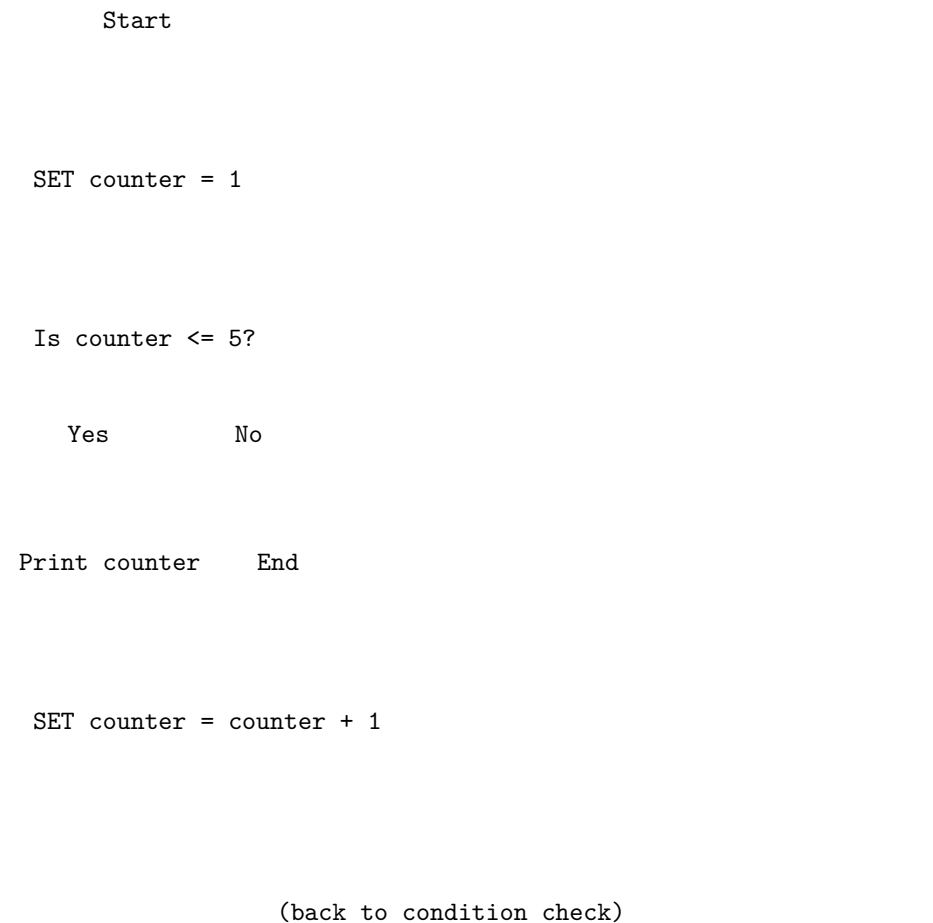 Start
SET counter = 1
Is counter <= 5?
Yes No
Print counter End
SET counter = counter + 1
(back to condition check)